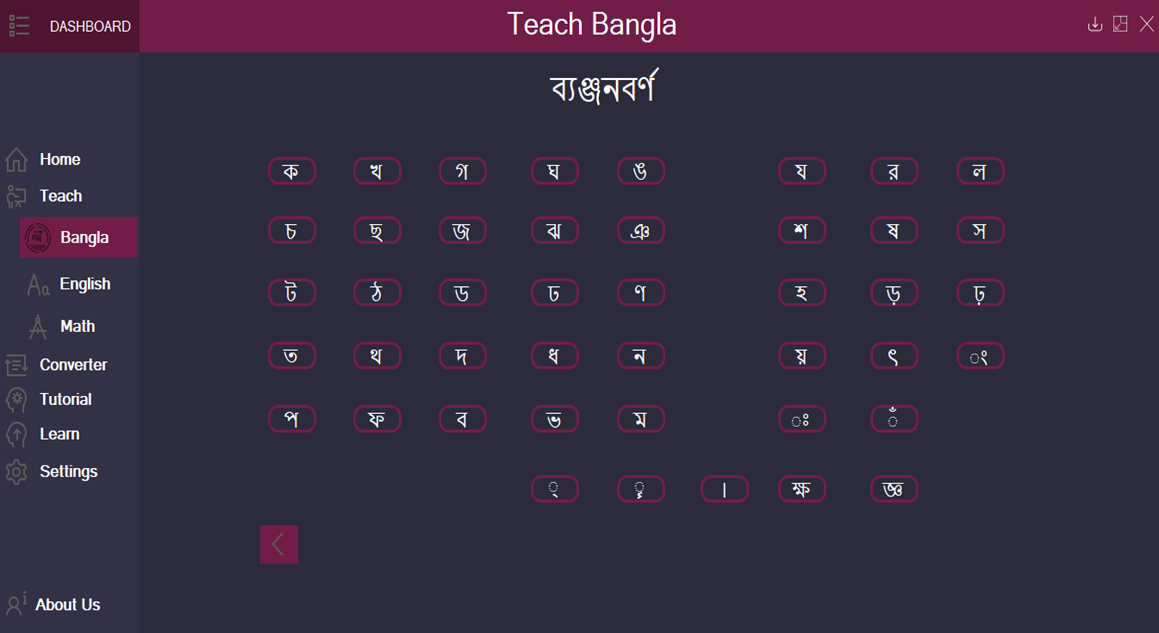 DASHBOARD
Teach Bangla
ব্যঞ্জনবর্ণ
Home
Teach
Bangla
English
Math
Converter
Tutorial
Learn
Settings
About Us
ক খ গ ঘ ঙ য র ল
চ ছ জ ঝ ঞ শ ষ স
ট ঠ ড ঢ ণ হ ড় ঢ়
ত থ দ ধ ন য় ৎ ং
প ফ ব ভ ম ঃ ঁ
্ ৄ । ক্ষ জ্ঞ